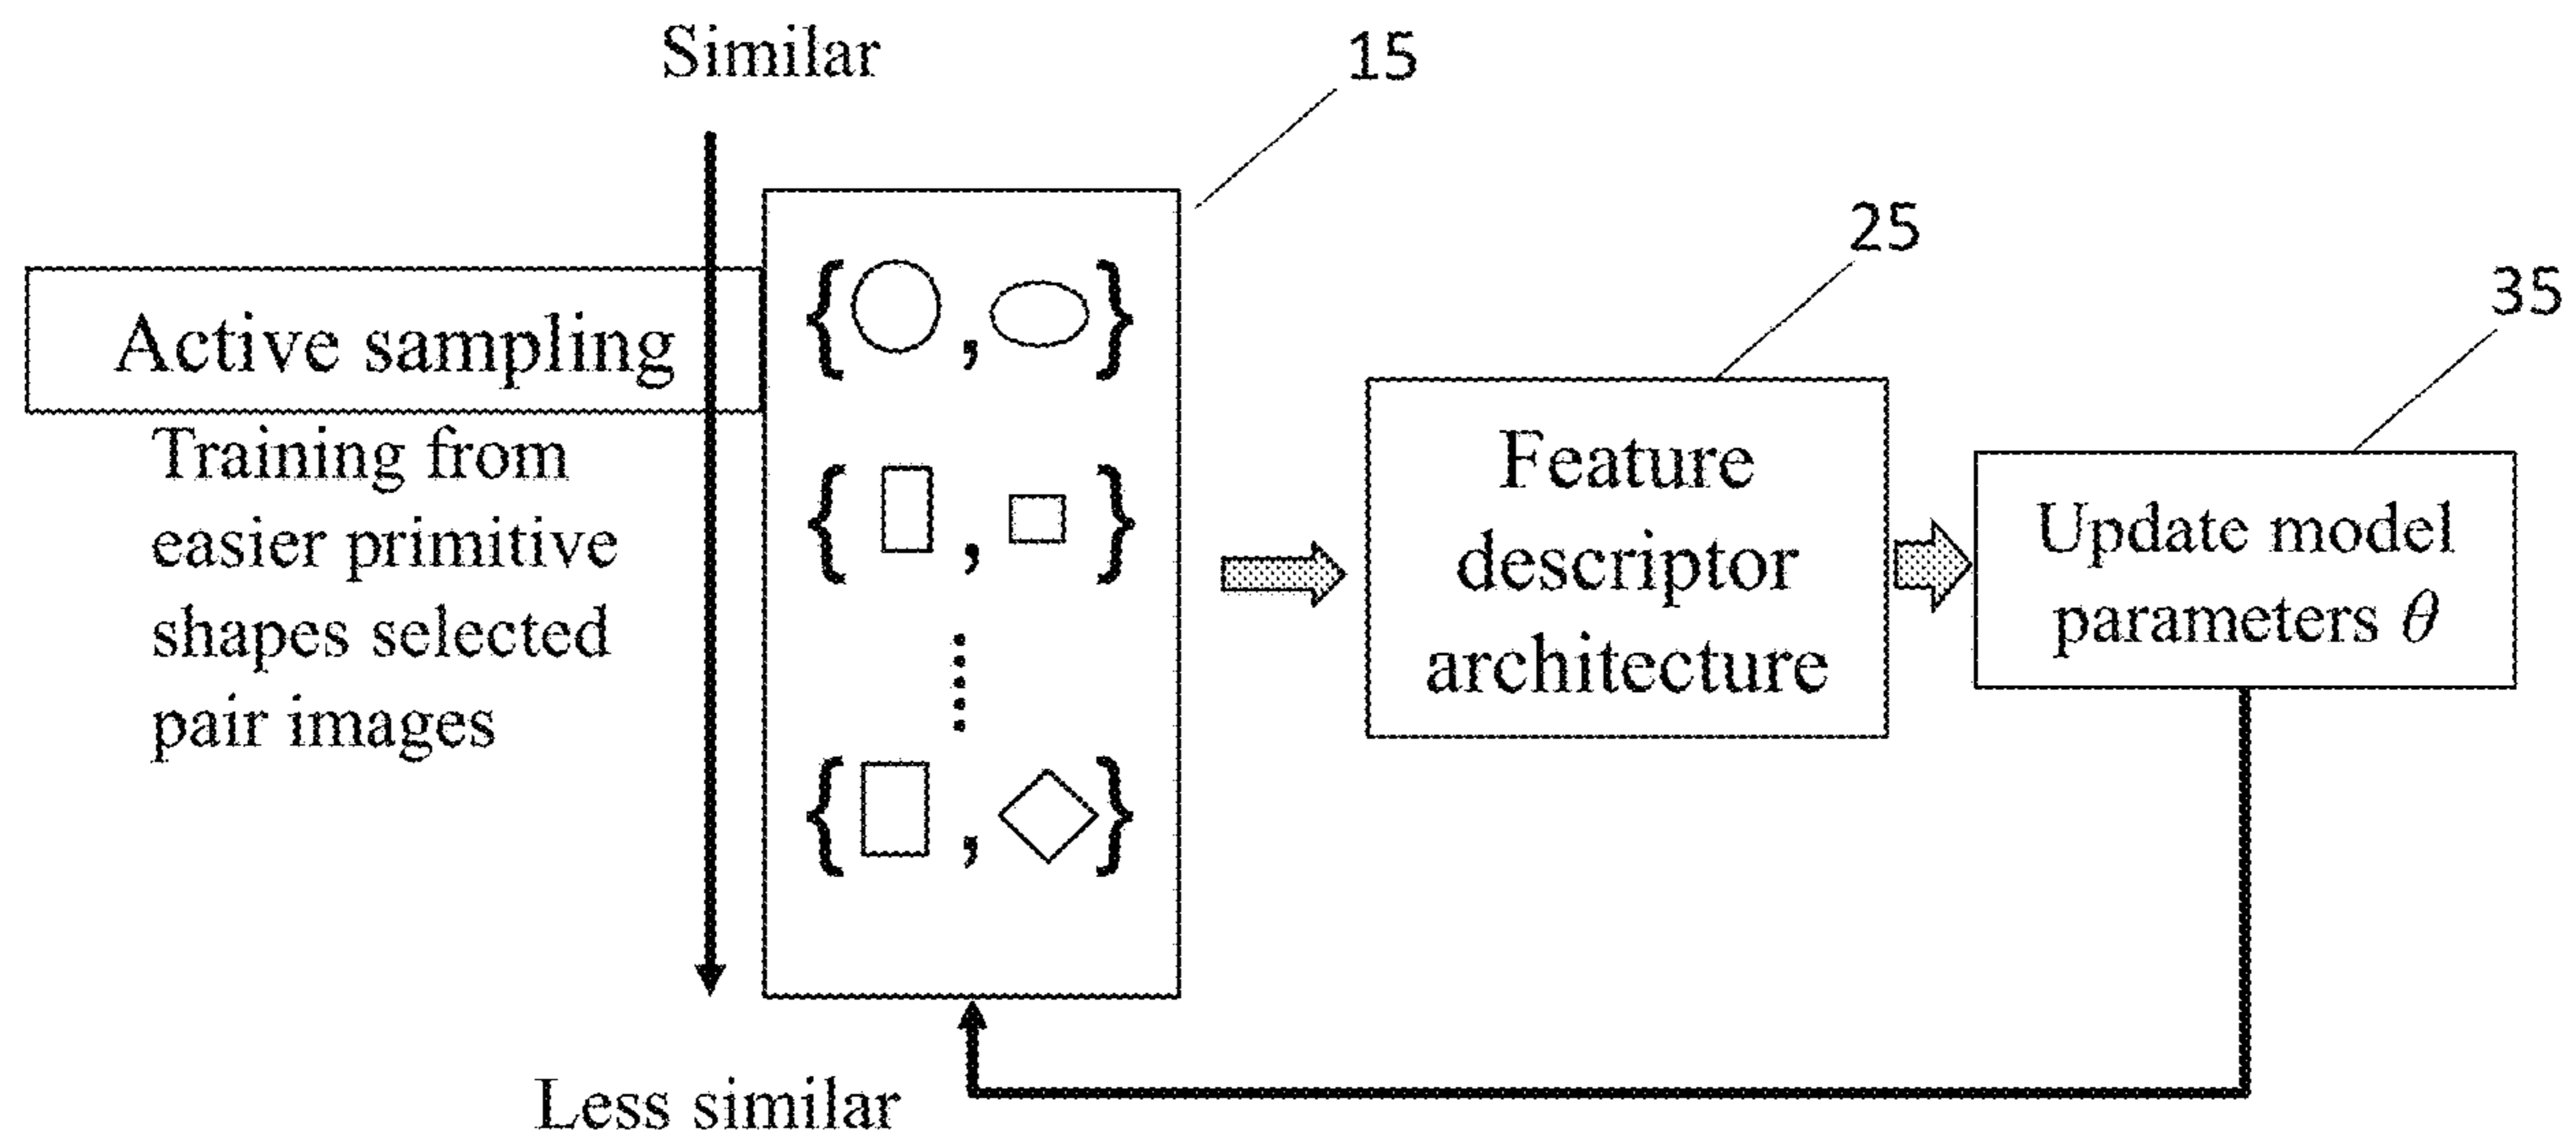 Similar
15
Active sampling
Training from
easier primitive
shapes selected
pair images
{ , }
{ , }
{ , }
Less similar
25
Feature
descriptor
architecture
35
Update model
parameters θ